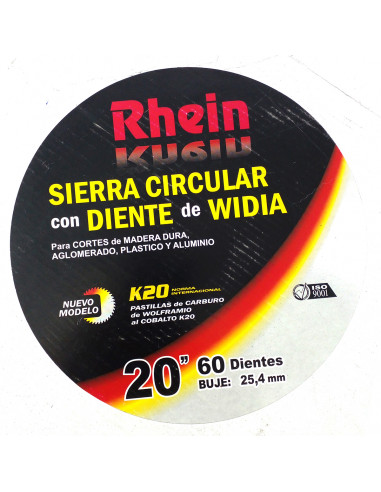 Rhein
SIERRA CIRCULAR
con DIENTE de WIDIA
Para CORTES de MADERA DURA,
AGLOMERADO, PLASTICO Y ALUMINIO
NUEVO
MODELO
K20 NORMA
INTERNACIONAL
PASTILLAS de CARBURO
de WOLFRAMIO
al COBALTO K20
ISO
9001
20" 60 Dientes
BUJE: 25,4 mm